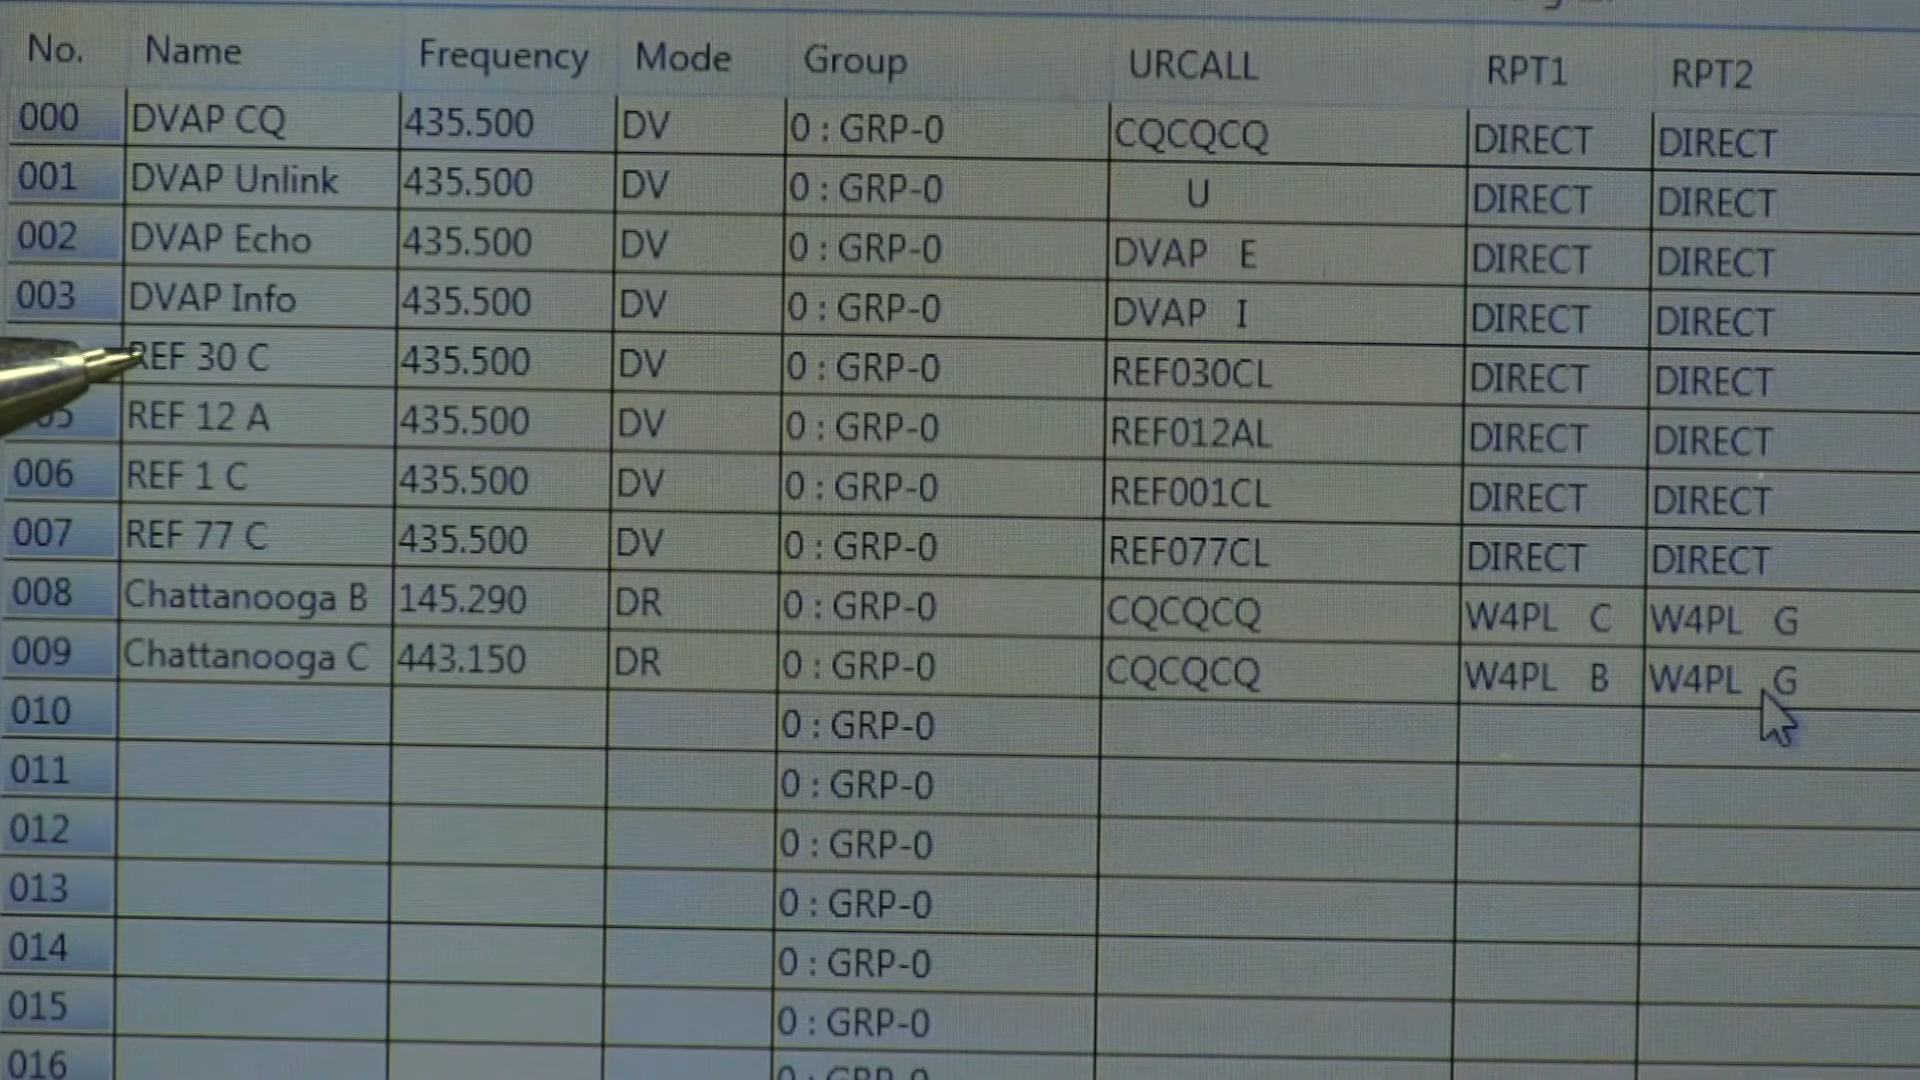 No. Name Frequency Mode Group URCALL RPT1 RPT2
000 DVAP CQ 435.500 DV 0 : GRP-0 CQCQCQ DIRECT DIRECT
001 DVAP Unlink 435.500 DV 0 : GRP-0 U DIRECT DIRECT
002 DVAP Echo 435.500 DV 0 : GRP-0 DVAP E DIRECT DIRECT
003 DVAP Info 435.500 DV 0 : GRP-0 DVAP I DIRECT DIRECT
REF 30 C 435.500 DV 0 : GRP-0 REF030CL DIRECT DIRECT
05 REF 12 A 435.500 DV 0 : GRP-0 REF012AL DIRECT DIRECT
006 REF 1 C 435.500 DV 0 : GRP-0 REF001CL DIRECT DIRECT
007 REF 77 C 435.500 DV 0 : GRP-0 REF077CL DIRECT DIRECT
008 Chattanooga B 145.290 DR 0 : GRP-0 CQCQCQ W4PL C W4PL G
009 Chattanooga C 443.150 DR 0 : GRP-0 CQCQCQ W4PL B W4PL G
010 0 : GRP-0
011 0 : GRP-0
012 0 : GRP-0
013 0 : GRP-0
014 0 : GRP-0
015 0 : GRP-0
016 0 : GRP-0